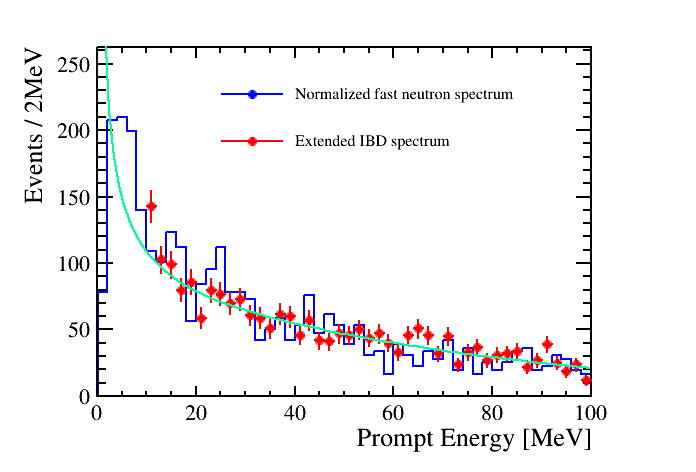 Events / 2MeV
250
200
150
100
50
0
Normalized fast neutron spectrum
Extended IBD spectrum
0 20 40 60 80 100
Prompt Energy [MeV]